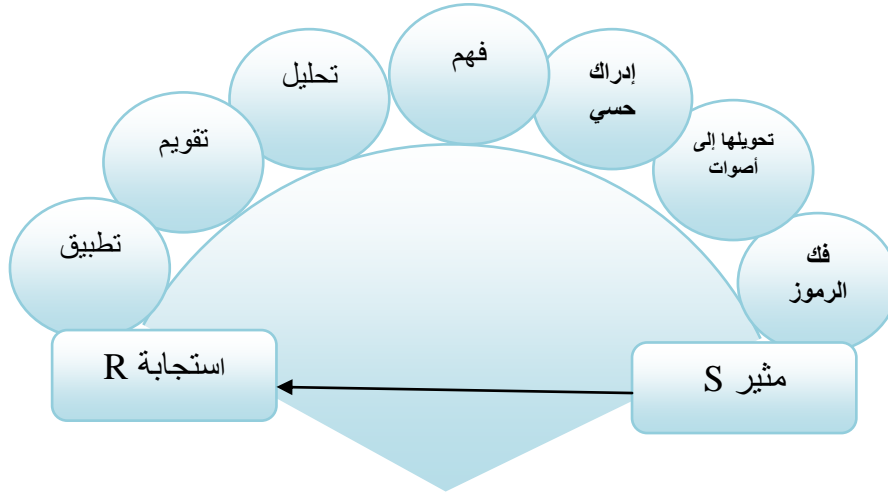 فهم
إدراك
حسي
تحليل
تحويلها إلى
أصوات
تقويم
فك
الرموز
تطبيق
مثير S
استجابة R